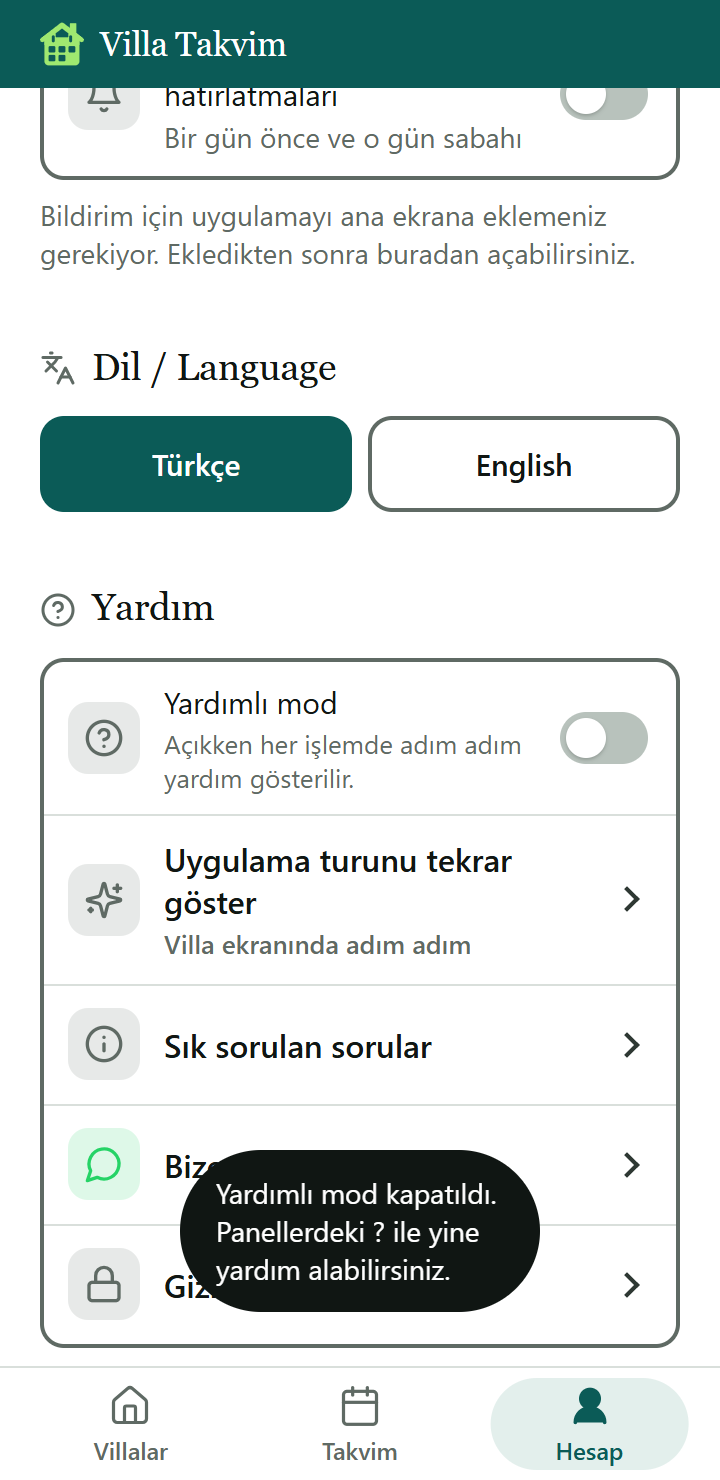 Villa Takvim
hatırlatmaları
Bir gün önce ve o gün sabahı
Bildirim için uygulamayı ana ekrana eklemeniz
gerekiyor. Ekledikten sonra buradan açabilirsiniz.
Dil / Language
Türkçe
English
Yardım
Yardımlı mod
Açıkken her işlemde adım adım
yardım gösterilir.
Uygulama turunu tekrar
göster
Villa ekranında adım adım
Sık sorulan sorular
Yardımlı mod kapatıldı.
Panellerdeki ? ile yine
yardım alabilirsiniz.
Villalar
Takvim
Hesap